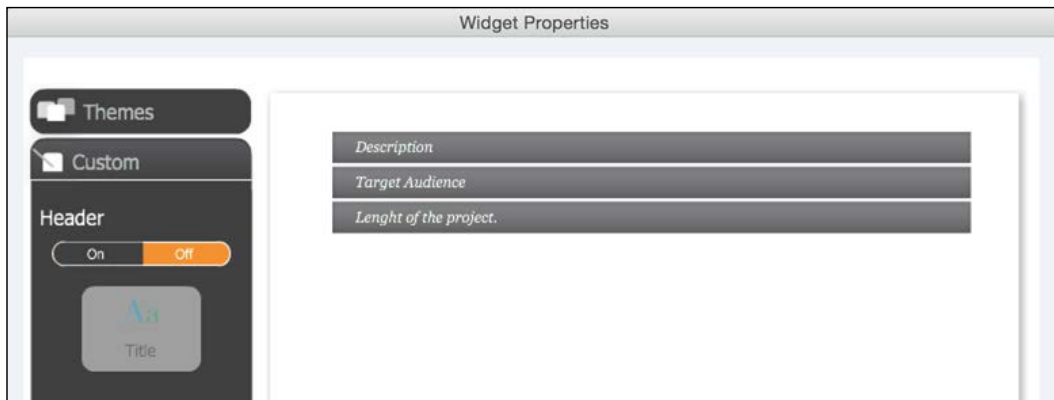 Widget Properties
Themes
Custom
Header
On Off
Aa
Title
Description
Target Audience
Lenght of the project.